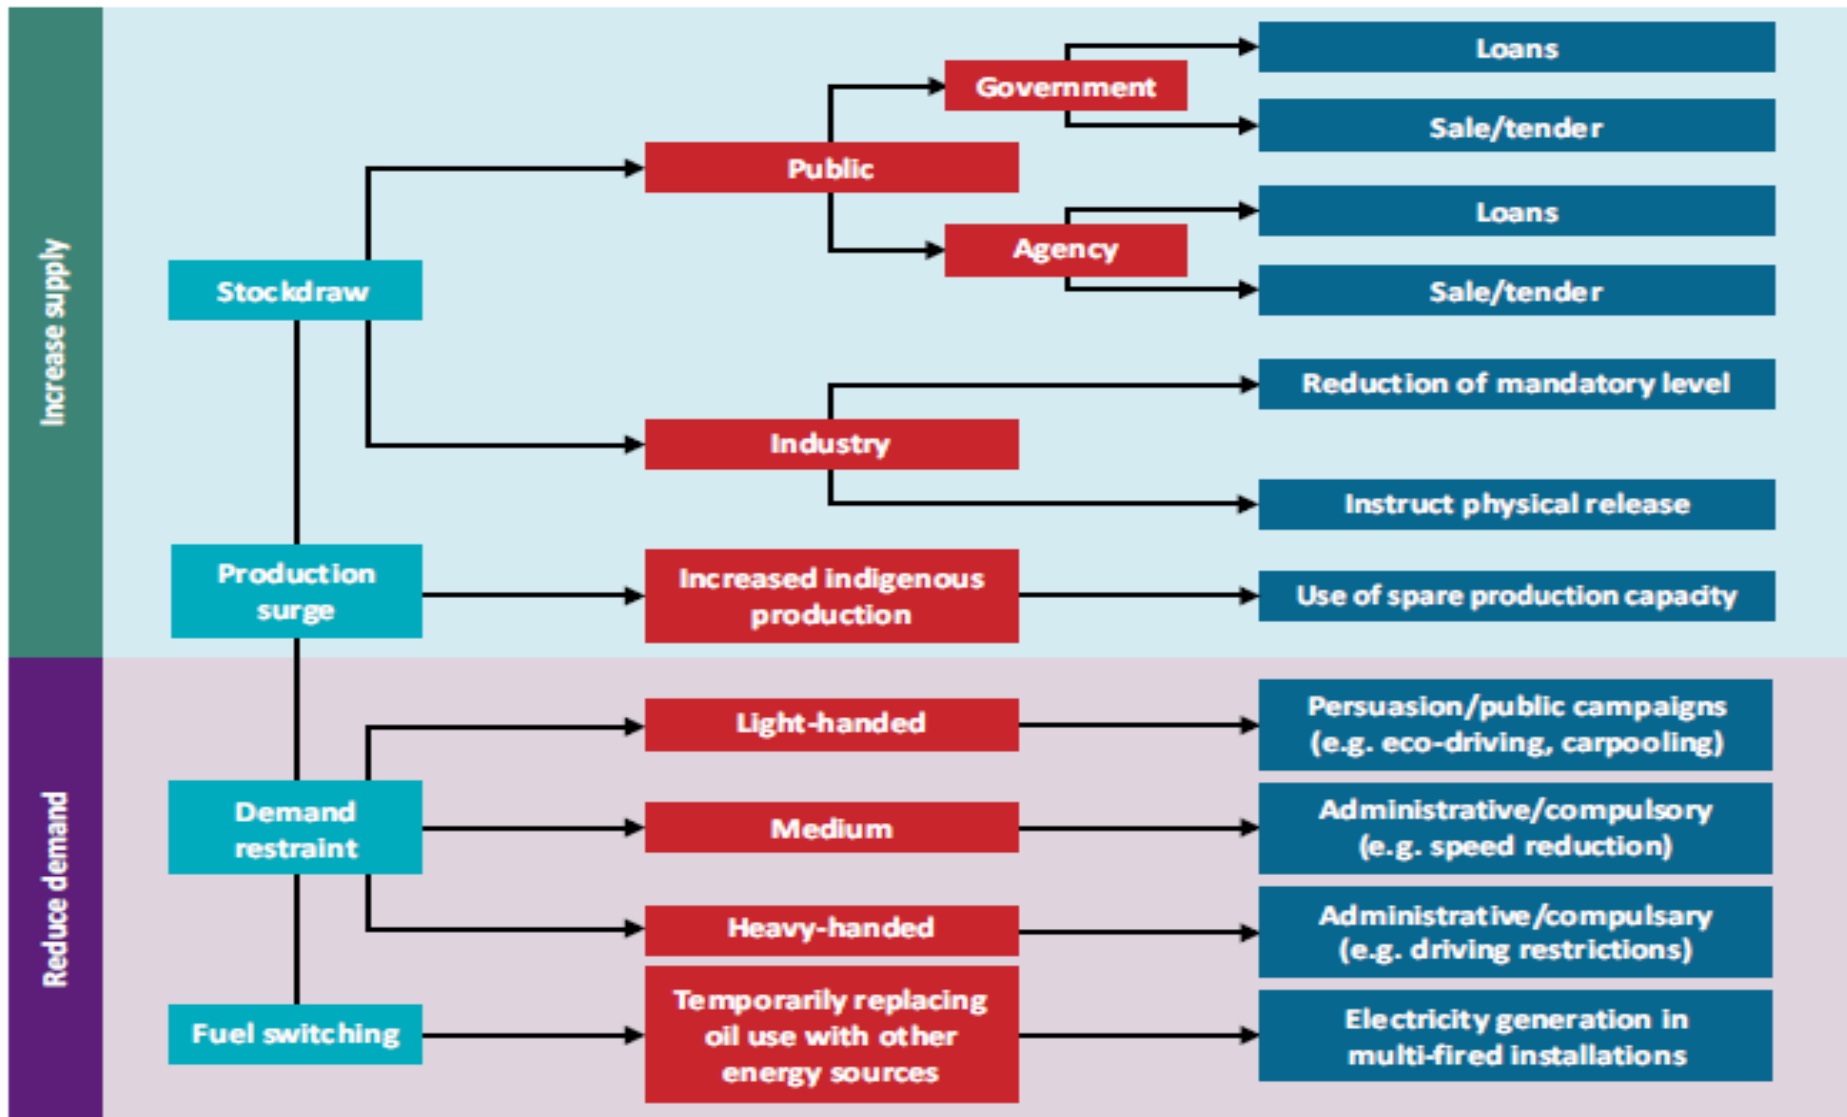 Increase supply
Stockdraw
Public
Government
Loans
Sale/tender
Agency
Loans
Sale/tender
Industry
Reduction of mandatory level
Instruct physical release
Production
surge
Increased indigenous
production
Use of spare production capacity
Reduce demand
Demand
restraint
Light-handed
Persuasion/public campaigns
(e.g. eco-driving, carpooling)
Medium
Administrative/compulsory
(e.g. speed reduction)
Heavy-handed
Administrative/compulsary
(e.g. driving restrictions)
Fuel switching
Temporarily replacing
oil use with other
energy sources
Electricity generation in
multi-fired installations